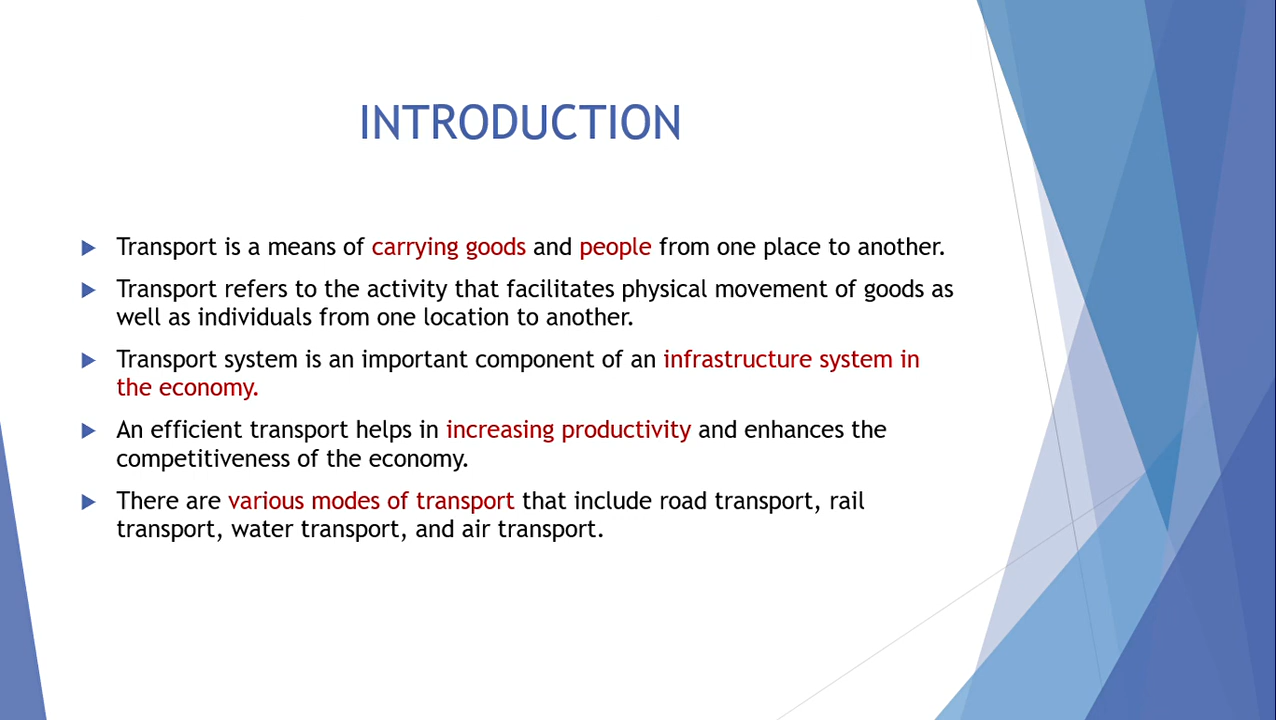 INTRODUCTION
Transport is a means of carrying goods and people from one place to another.
Transport refers to the activity that facilitates physical movement of goods as
well as individuals from one location to another.
Transport system is an important component of an infrastructure system in
the economy.
An efficient transport helps in increasing productivity and enhances the
competitiveness of the economy.
There are various modes of transport that include road transport, rail
transport, water transport, and air transport.